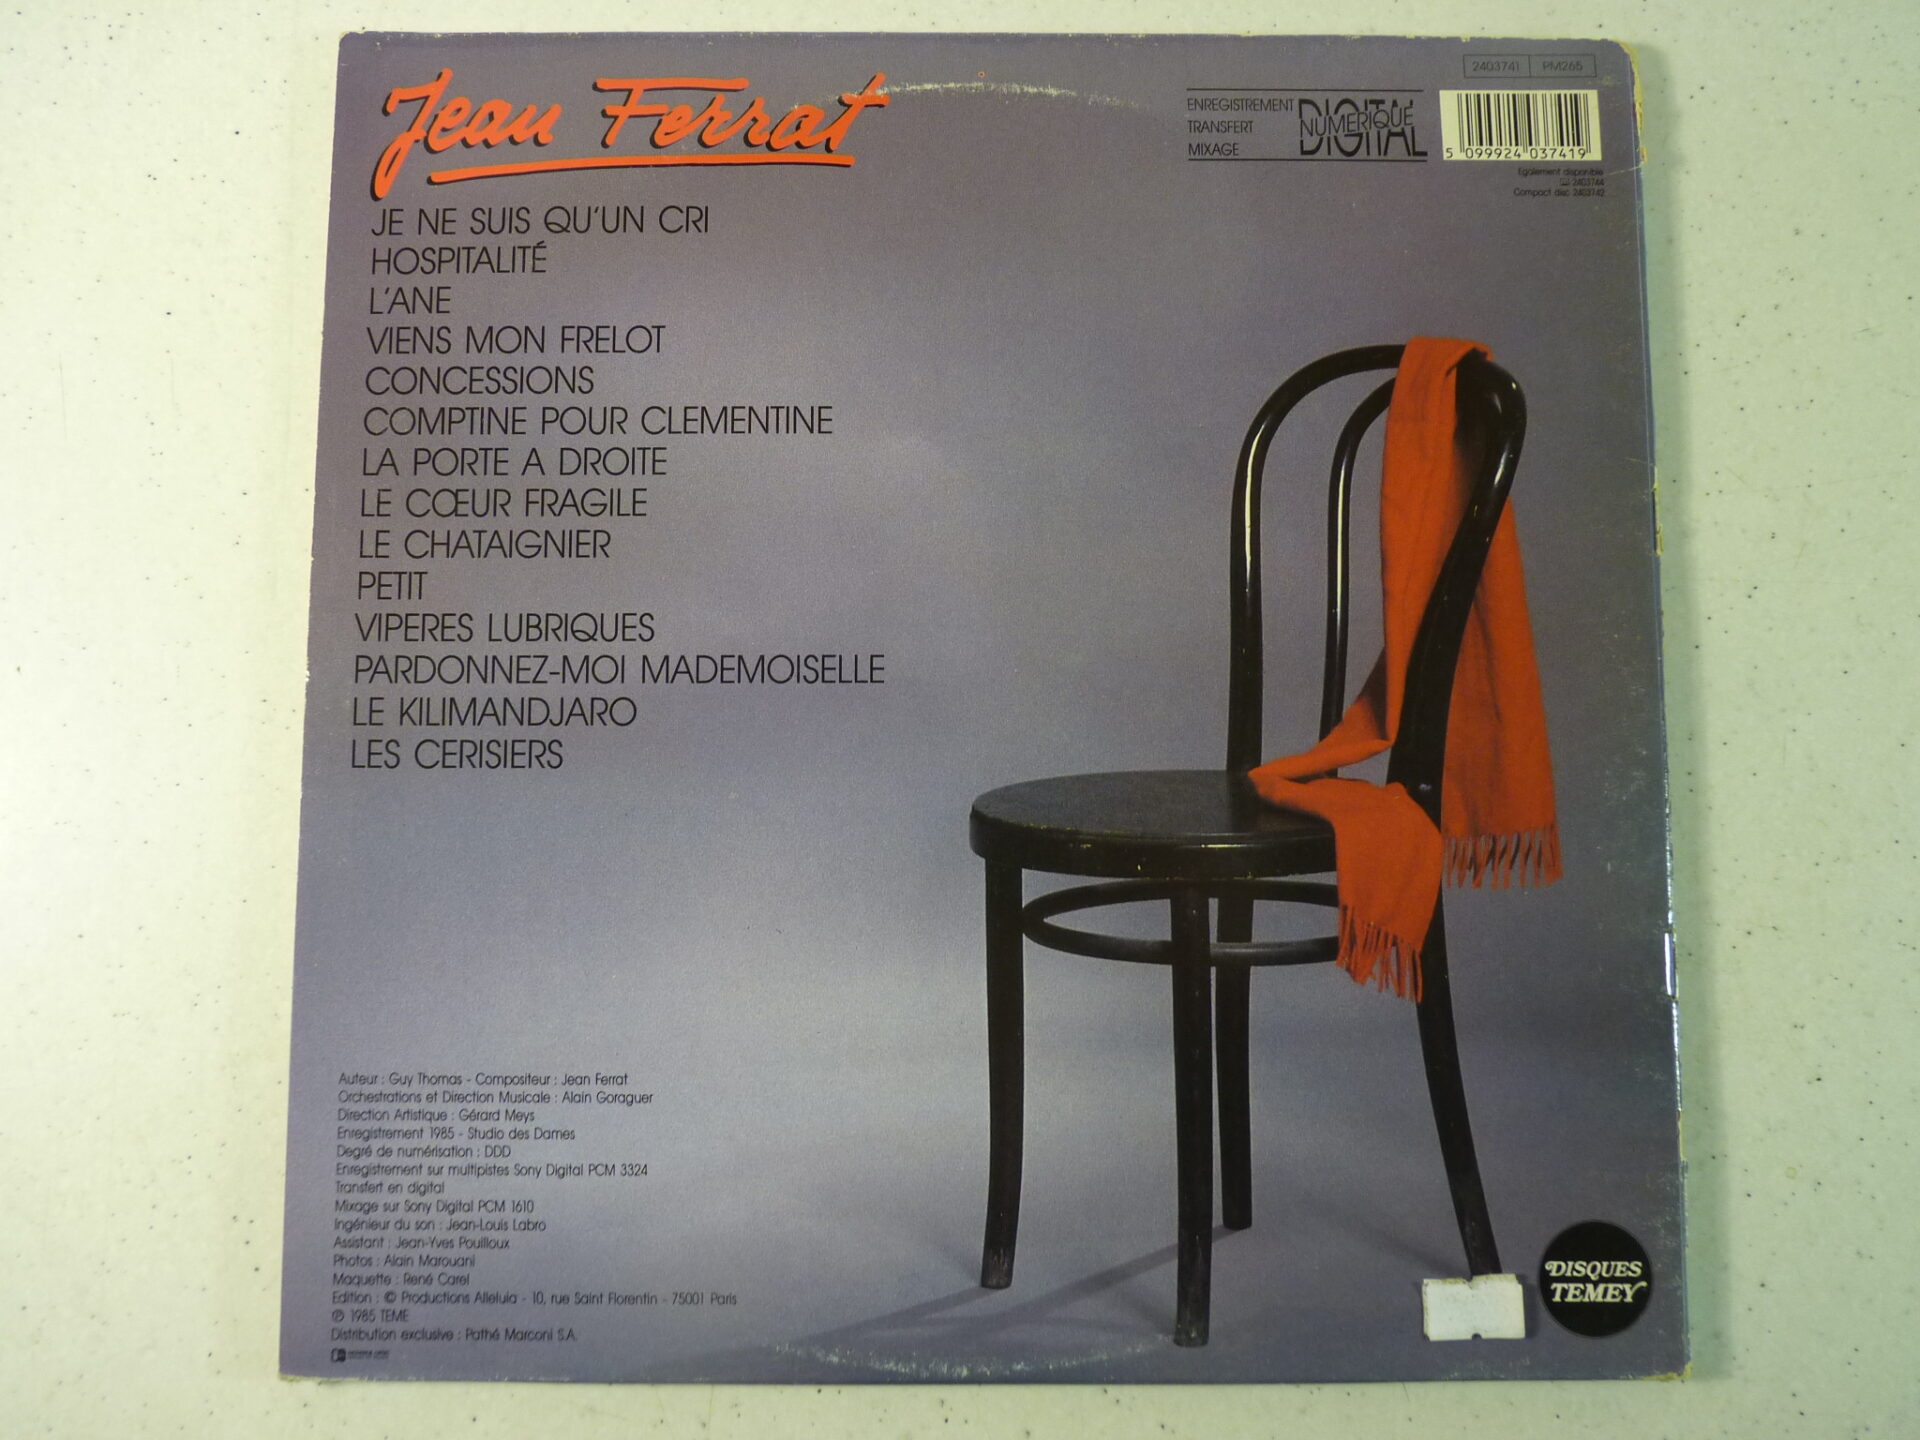 Jean Ferrat
2403741 PM265
ENREGISTREMENT
TRANSFERT
MIXAGE
DIGITAL
NUMERIQUE
5 099924 037419
Egalement disponible
2403744
Compact disc 2403742
JE NE SUIS QU'UN CRI
HOSPITALITÉ
L'ANE
VIENS MON FRELOT
CONCESSIONS
COMPTINE POUR CLEMENTINE
LA PORTE A DROITE
LE CŒUR FRAGILE
LE CHATAIGNIER
PETIT
VIPERES LUBRIQUES
PARDONNEZ-MOI MADEMOISELLE
LE KILIMANDJARO
LES CERISIERS
Auteur : Guy Thomas - Compositeur : Jean Ferrat
Orchestrations et Direction Musicale : Alain Goraguer
Direction Artistique : Gérard Meys
Enregistrement 1985 - Studio des Dames
Degré de numérisation : DDD
Enregistrement sur multipistes Sony Digital PCM 3324
Transfert en digital
Mixage sur Sony Digital PCM 1610
Ingénieur du son : Jean-Louis Labro
Assistant : Jean-Yves Pouilloux
Photos : Alain Marouani
Maquette : René Carel
Edition : © Productions Alleluia - 10, rue Saint Florentin - 75001 Paris
℗ 1985 TEME
Distribution exclusive : Pathé Marconi S.A.
DISQUES
TEMEY